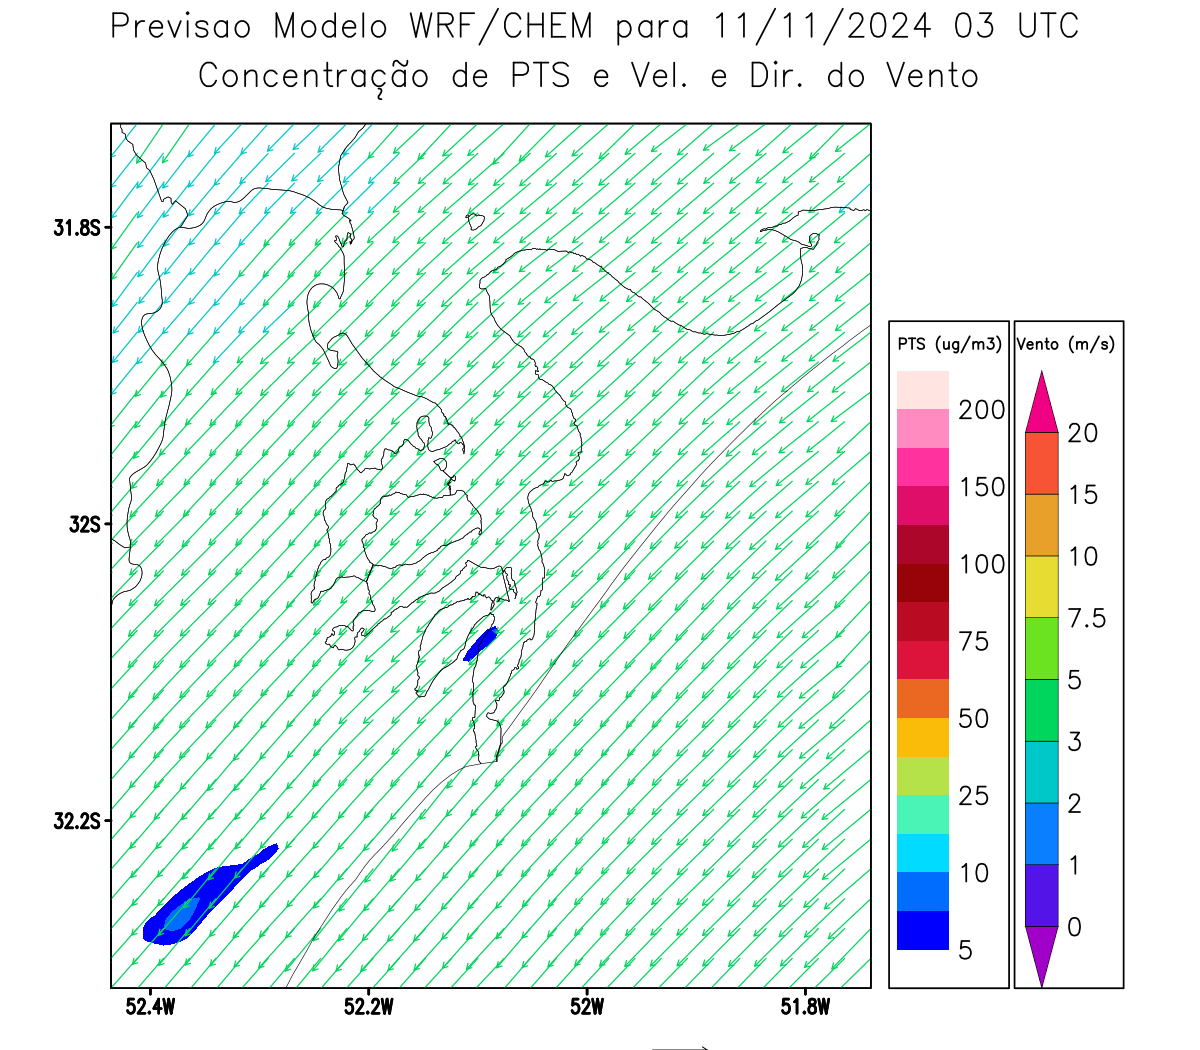 Previsao Modelo WRF/CHEM para 11/11/2024 03 UTC
Concentração de PTS e Vel. e Dir. do Vento
31.8S
32S
32.2S
52.4W
52.2W
52W
51.8W
PTS (ug/m3)
200
150
100
75
50
25
10
5
Vento (m/s)
20
15
10
7.5
5
3
2
1
0